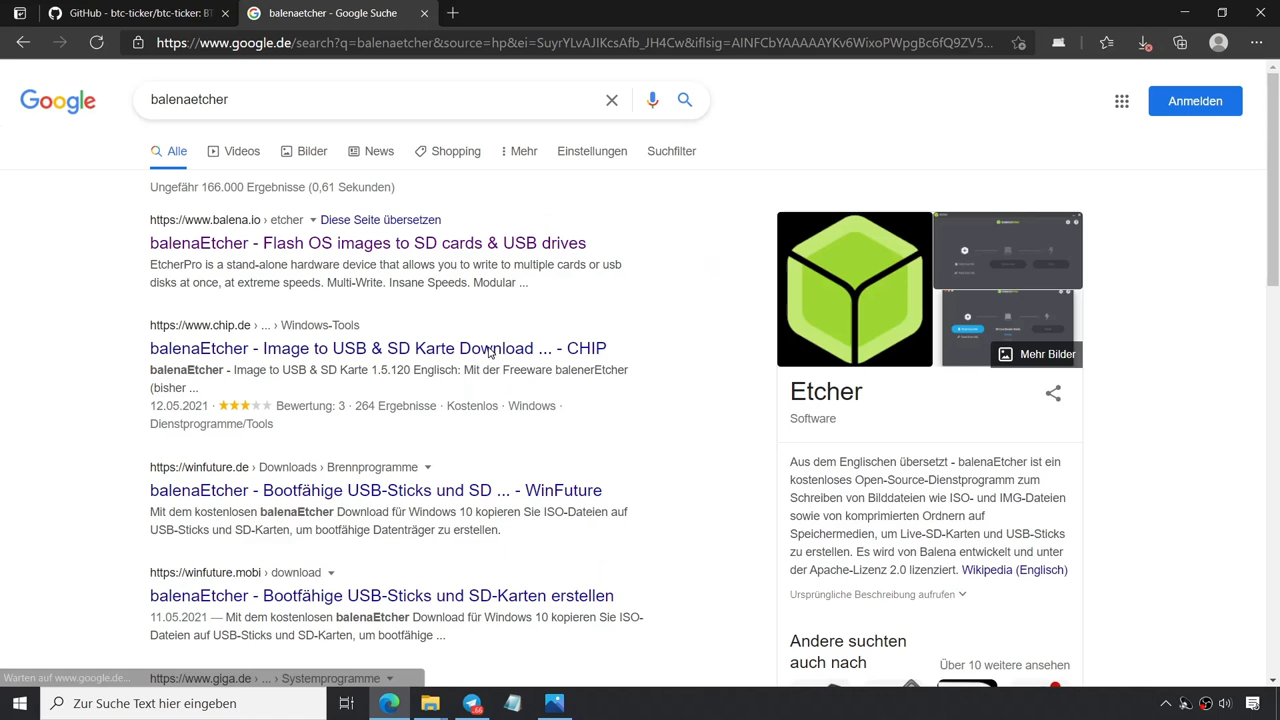 GitHub - btc-ticker/btc-ticker: BT
balenaetcher - Google Suche
https://www.google.de/search?q=balenaetcher&source=hp&ei=SuyrYLvAJIKcsAfb_JH4Cw&iflsig=AINFCbYAAAAAYKv6WixoPWpgBc6fQ9ZV5...
Google
balenaetcher
Anmelden
Alle Videos Bilder News Shopping Mehr Einstellungen Suchfilter
Ungefähr 166.000 Ergebnisse (0,61 Sekunden)
https://www.balena.io › etcher Diese Seite übersetzen
balenaEtcher - Flash OS images to SD cards & USB drives
EtcherPro is a stand-alone hardware device that allows you to write to multiple cards or usb
disks at once, at extreme speeds. Multi-Write. Insane Speeds. Modular ...
https://www.chip.de › ... › Windows-Tools
balenaEtcher - Image to USB & SD Karte Download ... - CHIP
balenaEtcher - Image to USB & SD Karte 1.5.120 Englisch: Mit der Freeware balenerEtcher
(bisher ...
12.05.2021 · Bewertung: 3 · 264 Ergebnisse · Kostenlos · Windows ·
Dienstprogramme/Tools
https://winfuture.de › Downloads › Brennprogramme
balenaEtcher - Bootfähige USB-Sticks und SD ... - WinFuture
Mit dem kostenlosen balenaEtcher Download für Windows 10 kopieren Sie ISO-Dateien auf
USB-Sticks und SD-Karten, um bootfähige Datenträger zu erstellen.
https://winfuture.mobi › download
balenaEtcher - Bootfähige USB-Sticks und SD-Karten erstellen
11.05.2021 — Mit dem kostenlosen balenaEtcher Download für Windows 10 kopieren Sie ISO-
Dateien auf USB-Sticks und SD-Karten, um bootfähige ...
https://www.giga.de › ... › Systemprogramme
Warten auf www.google.de...
Mehr Bilder
Etcher
Software
Aus dem Englischen übersetzt - balenaEtcher ist ein
kostenloses Open-Source-Dienstprogramm zum
Schreiben von Bilddateien wie ISO- und IMG-Dateien
sowie von komprimierten Ordnern auf
Speichermedien, um Live-SD-Karten und USB-Sticks
zu erstellen. Es wird von Balena entwickelt und unter
der Apache-Lizenz 2.0 lizenziert. Wikipedia (Englisch)
Ursprüngliche Beschreibung aufrufen
Andere suchten
auch nach
Über 10 weitere ansehen
Zur Suche Text hier eingeben